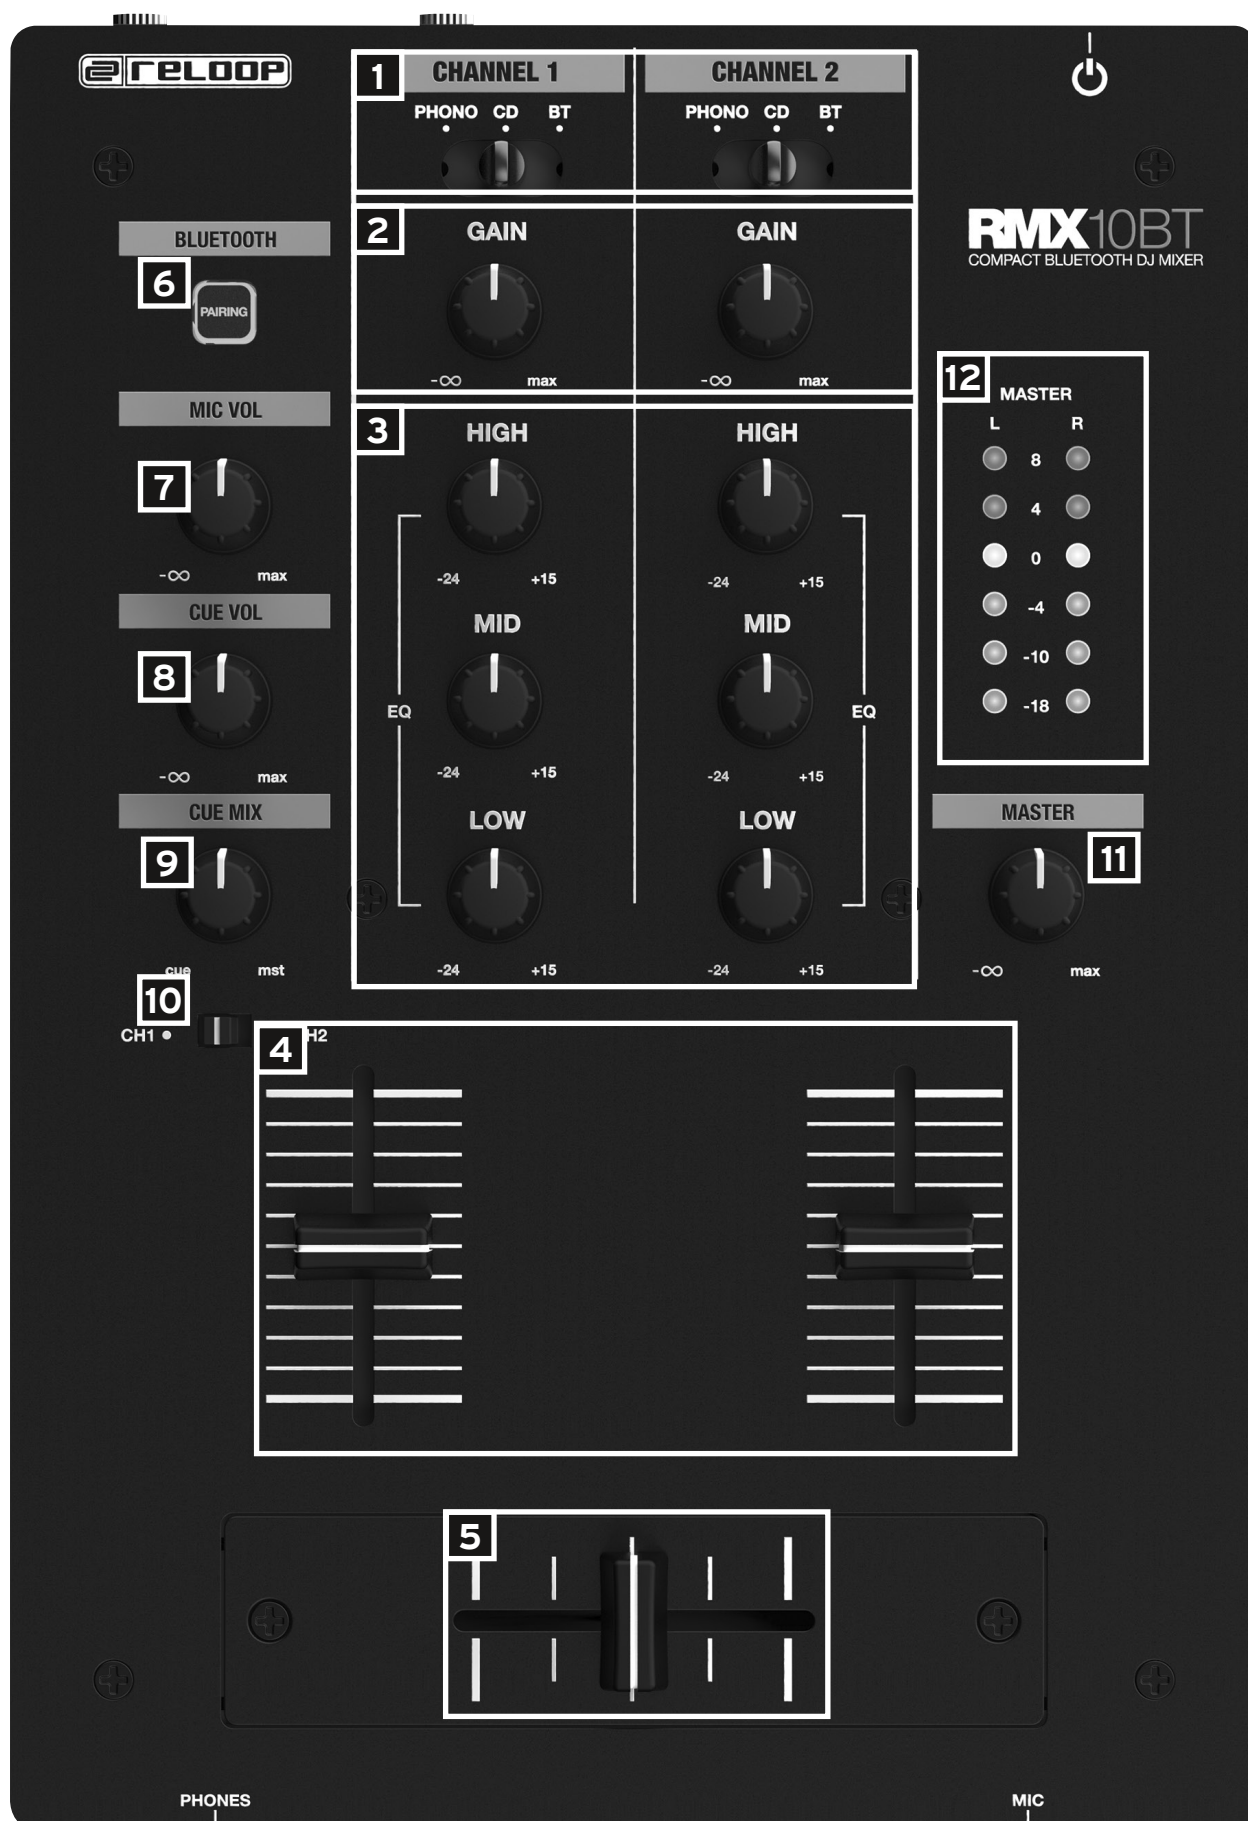 reloop
1
CHANNEL 1
CHANNEL 2
PHONO CD BT
PHONO CD BT
RMX10BT
COMPACT BLUETOOTH DJ MIXER
BLUETOOTH
6
PAIRING
2
GAIN
GAIN
-∞ max
-∞ max
MIC VOL
7
-∞ max
3
HIGH
HIGH
-24 +15
-24 +15
MID
MID
EQ
EQ
-24 +15
-24 +15
LOW
LOW
-24 +15
-24 +15
12
MASTER
L R
8
4
0
-4
-10
-18
CUE VOL
8
-∞ max
CUE MIX
9
cue mst
MASTER
11
-∞ max
10
CH1
H2
4
5
PHONES
MIC